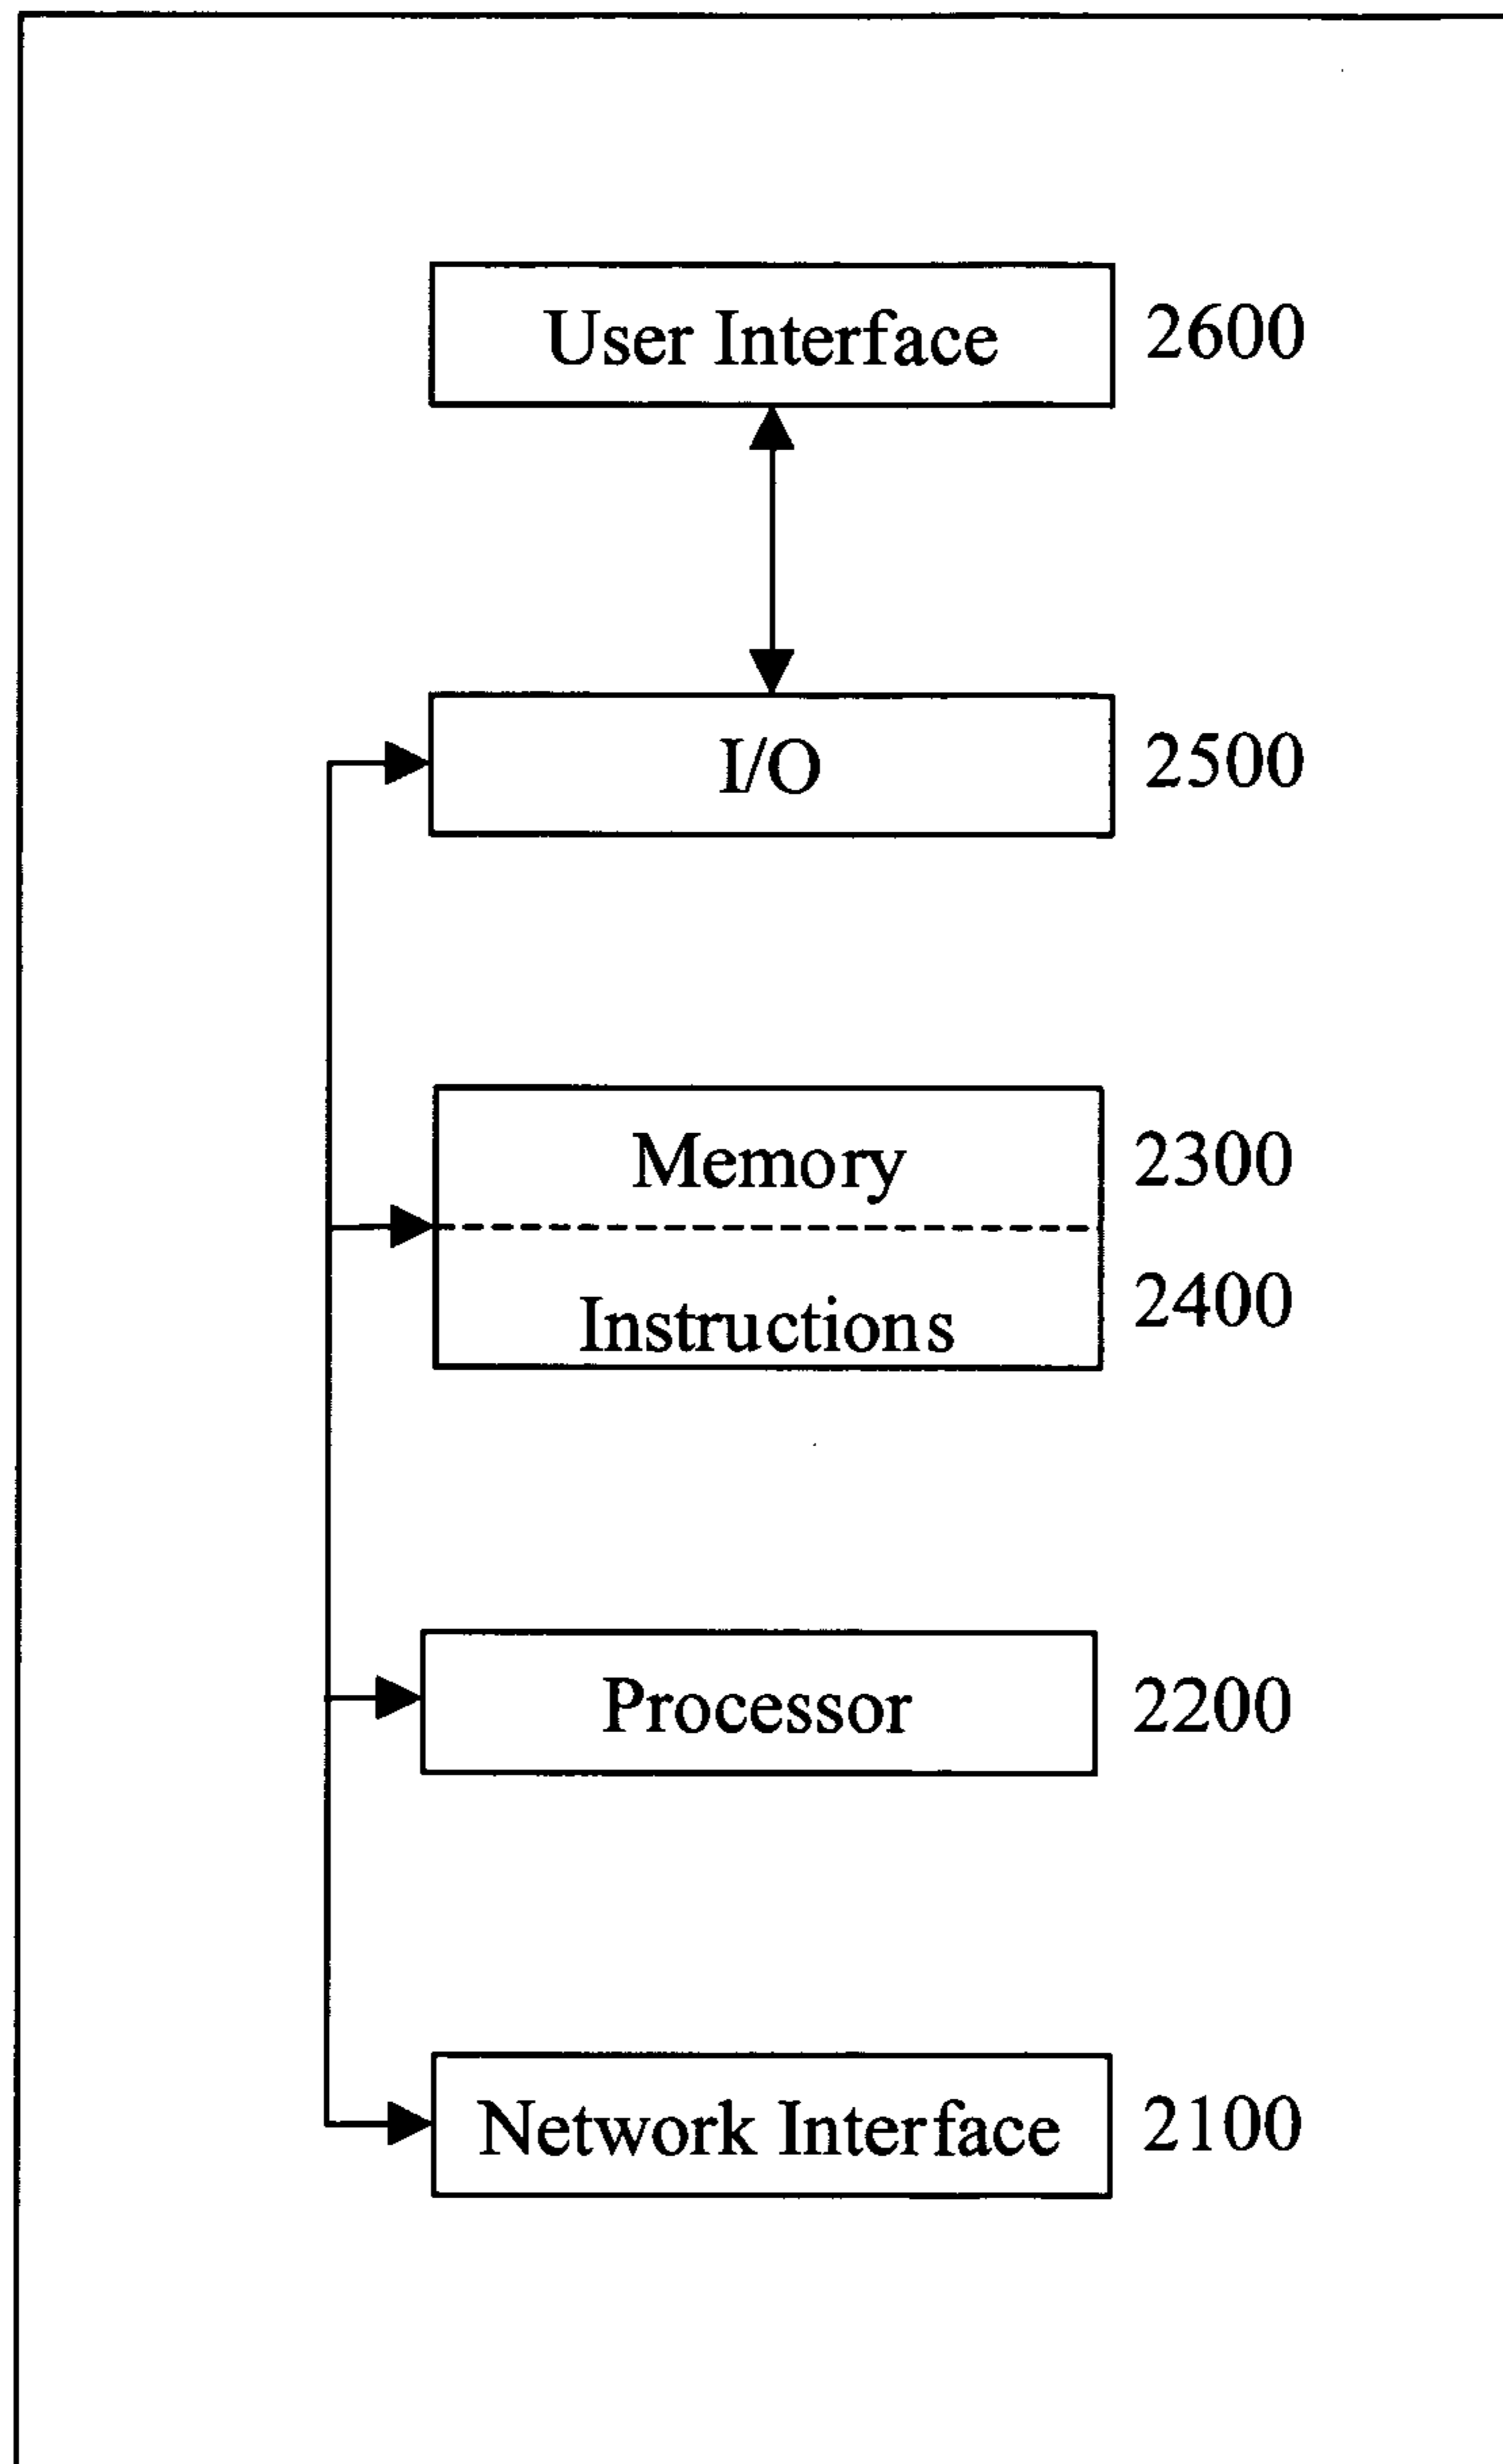 User Interface 2600
I/O 2500
Memory 2300
Instructions 2400
Processor 2200
Network Interface 2100